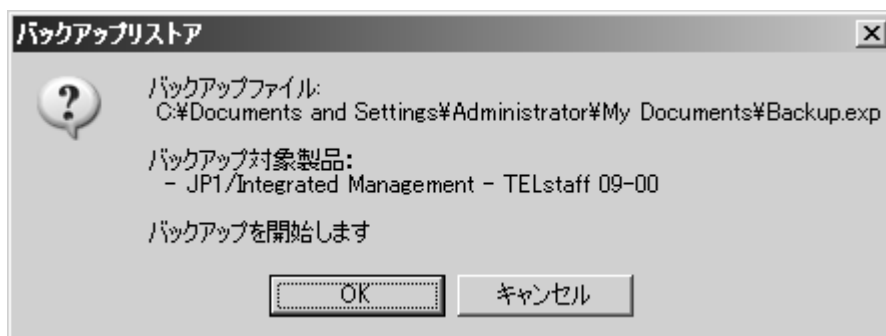 バックアップリストア
バックアップファイル:
C:¥Documents and Settings¥Administrator¥My Documents¥Backup.exp
バックアップ対象製品:
- JP1/Integrated Management - TELstaff 09-00
バックアップを開始します
OK
キャンセル